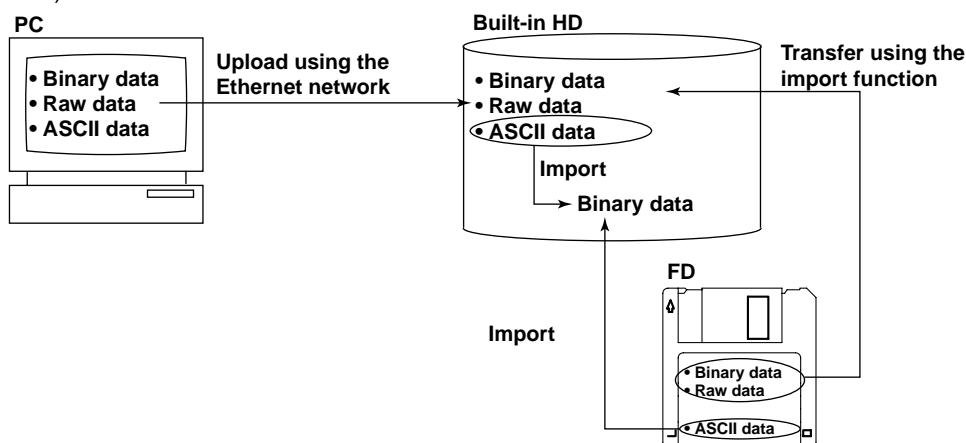 PC
• Binary data
• Raw data
• ASCII data
Upload using the
Ethernet network
Built-in HD
• Binary data
• Raw data
• ASCII data
Import
Binary data
Transfer using the
import function
Import
FD
• Binary data
• Raw data
• ASCII data